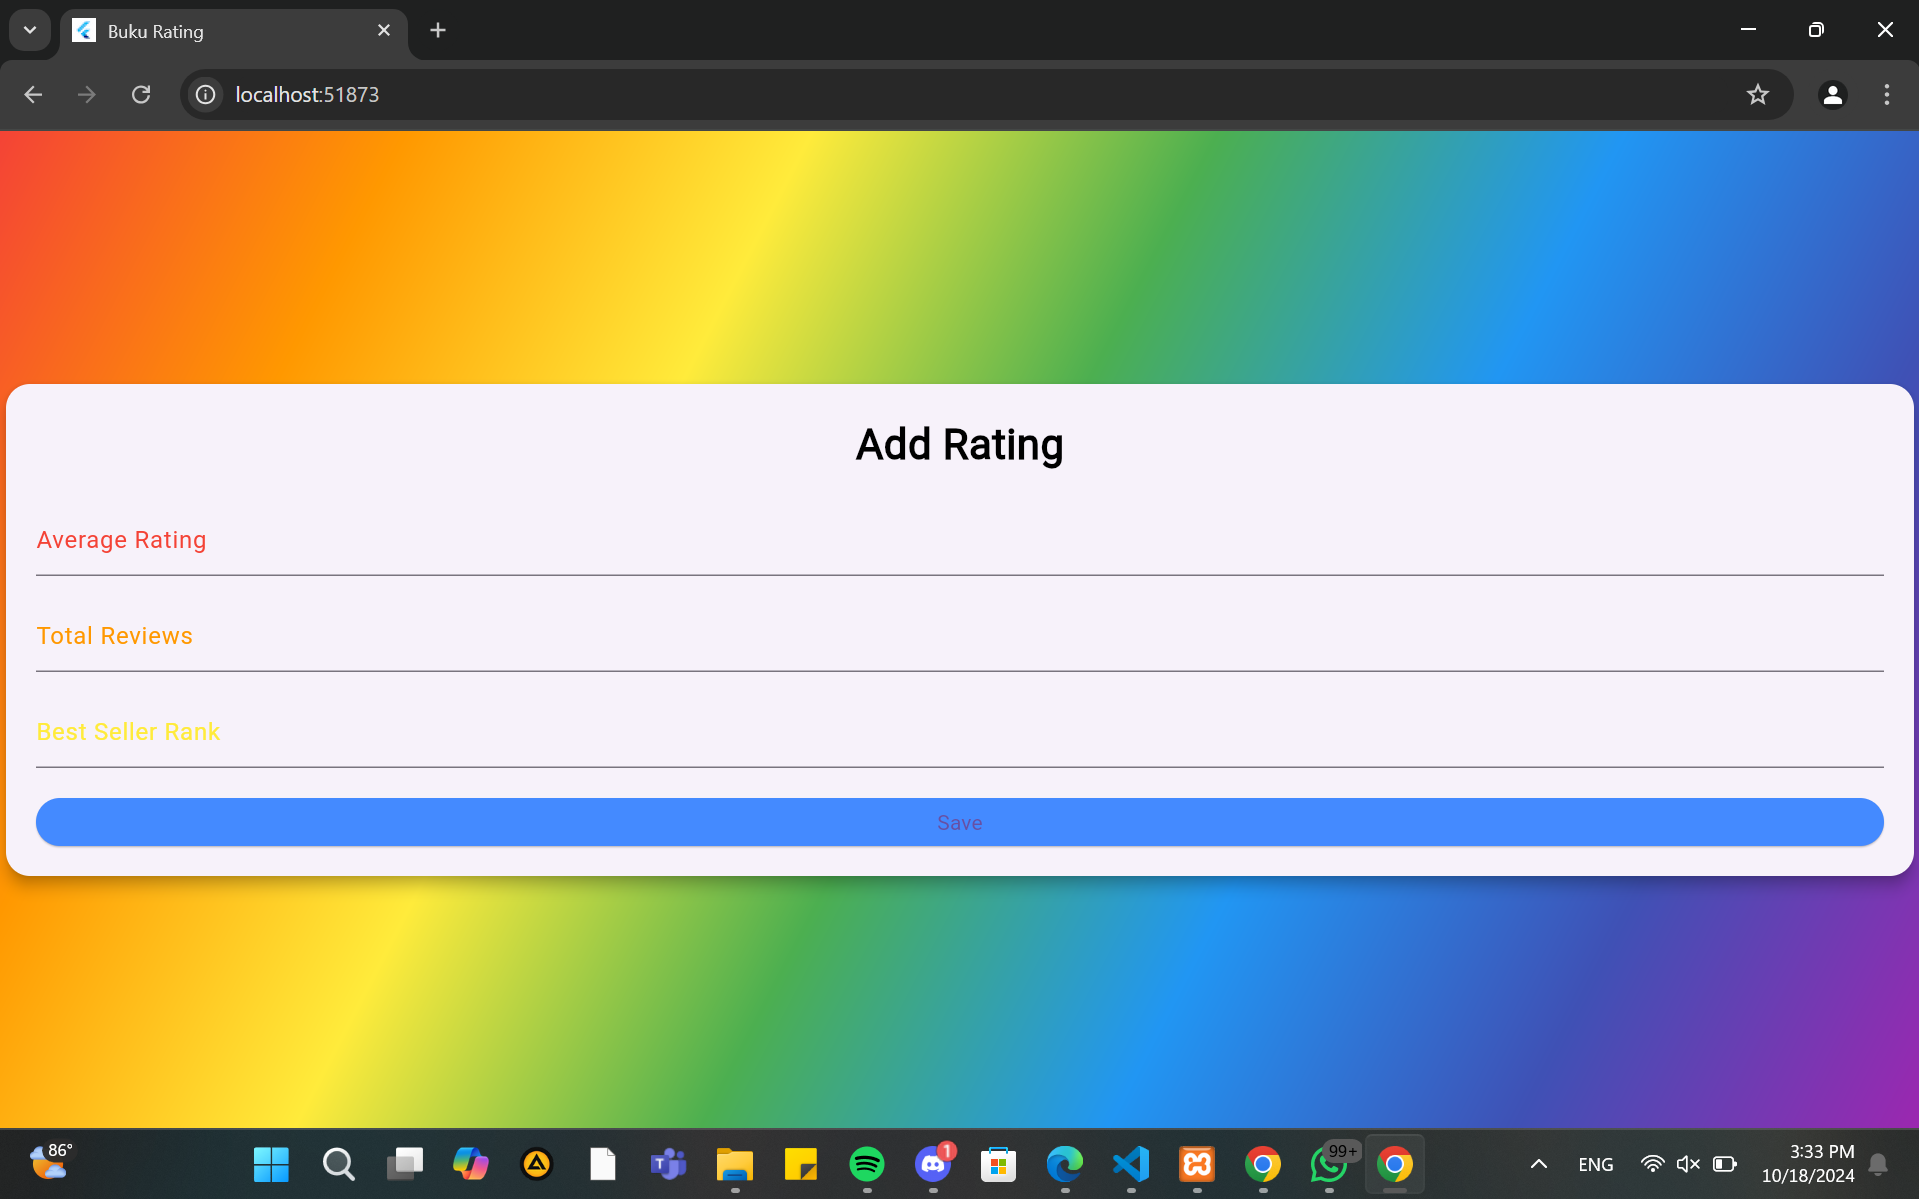 Buku Rating
localhost:51873
Add Rating
Average Rating
Total Reviews
Best Seller Rank
Save
86°
1
99+
ENG
3:33 PM
10/18/2024